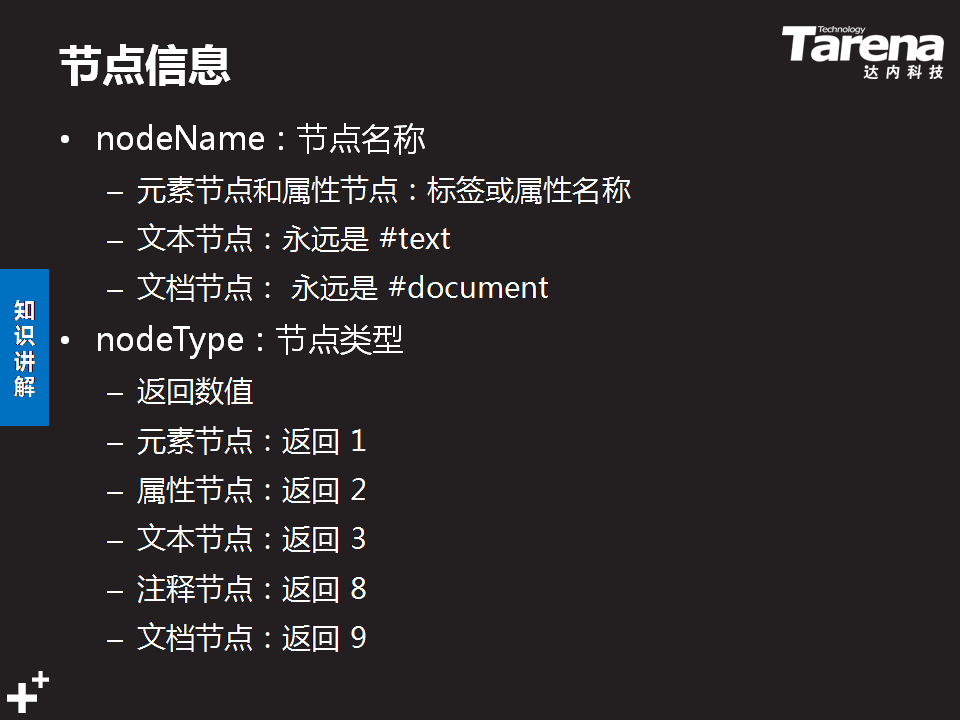 节点信息
Technology
Tarena
达内科技
• nodeName：节点名称
– 元素节点和属性节点：标签或属性名称
– 文本节点：永远是 #text
– 文档节点： 永远是 #document
知识讲解
• nodeType：节点类型
– 返回数值
– 元素节点：返回 1
– 属性节点：返回 2
– 文本节点：返回 3
– 注释节点：返回 8
– 文档节点：返回 9